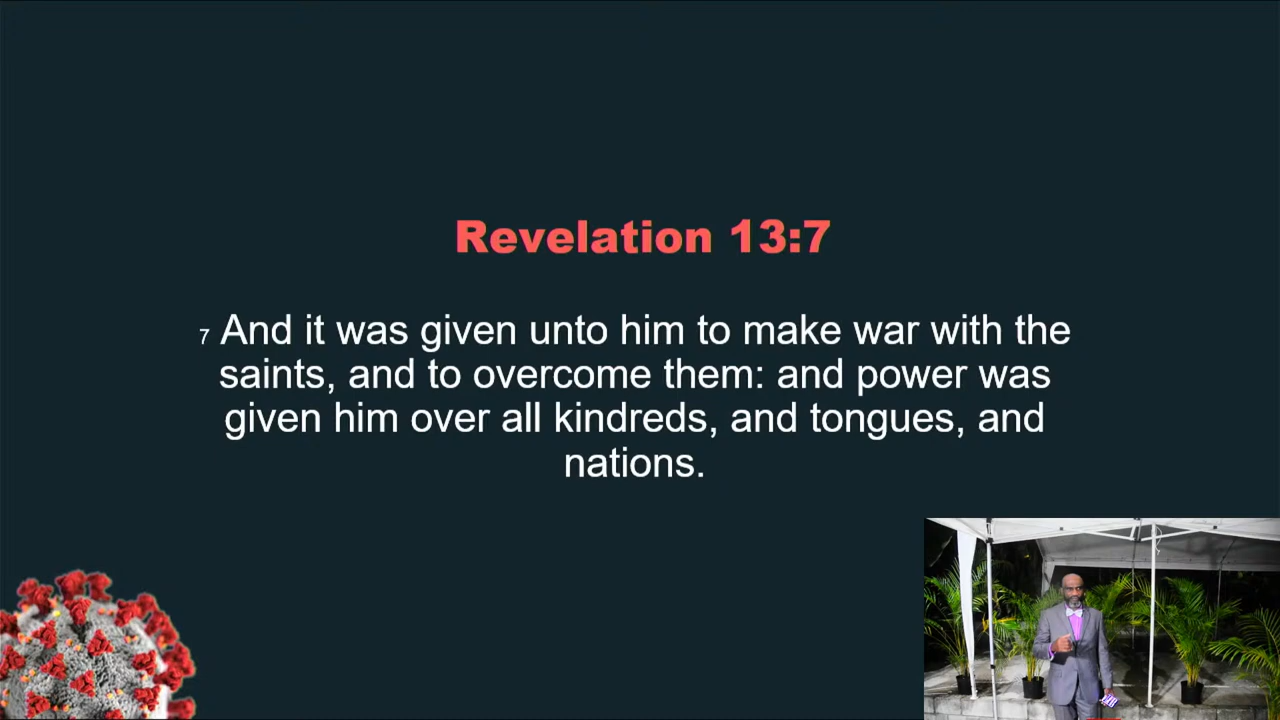 Revelation 13:7
7 And it was given unto him to make war with the
saints, and to overcome them: and power was
given him over all kindreds, and tongues, and
nations.